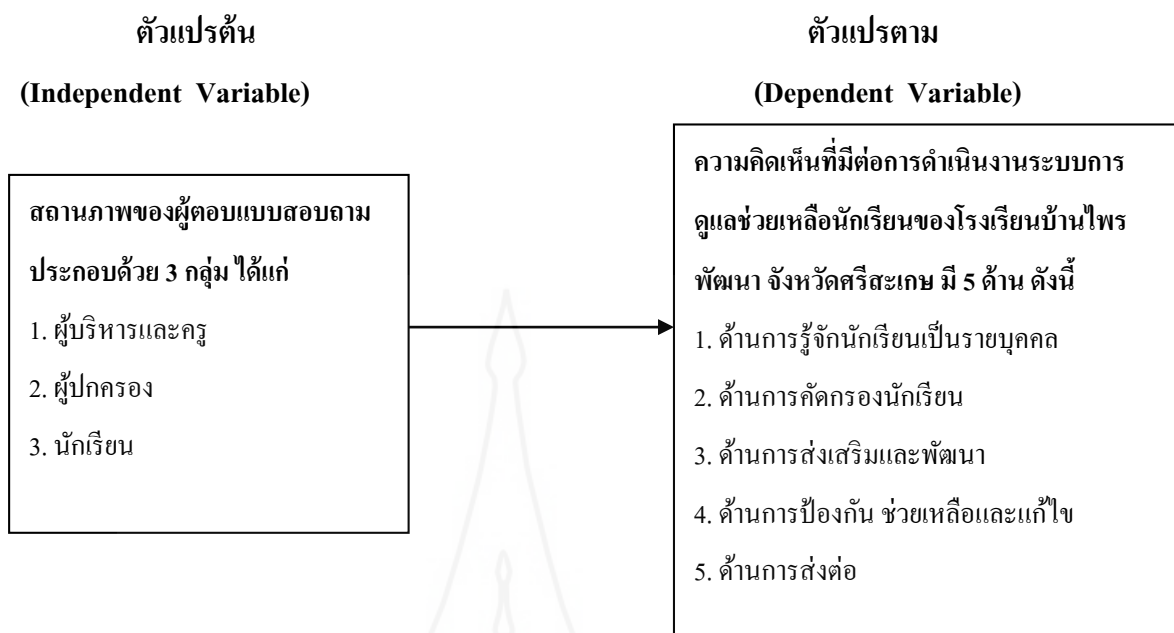 ตัวแปรต้น
(Independent Variable)
สถานภาพของผู้ตอบแบบสอบถาม
ประกอบด้วย 3 กลุ่ม ได้แก่
1. ผู้บริหารและครู
2. ผู้ปกครอง
3. นักเรียน
ตัวแปรตาม
(Dependent Variable)
ความคิดเห็นที่มีต่อการดำเนินงานระบบการ
ดูแลช่วยเหลือนักเรียนของโรงเรียนบ้านไพร
พัฒนา จังหวัดศรีสะเกษ มี 5 ด้าน ดังนี้
1. ด้านการรู้จักนักเรียนเป็นรายบุคคล
2. ด้านการคัดกรองนักเรียน
3. ด้านการส่งเสริมและพัฒนา
4. ด้านการป้องกัน ช่วยเหลือและแก้ไข
5. ด้านการส่งต่อ